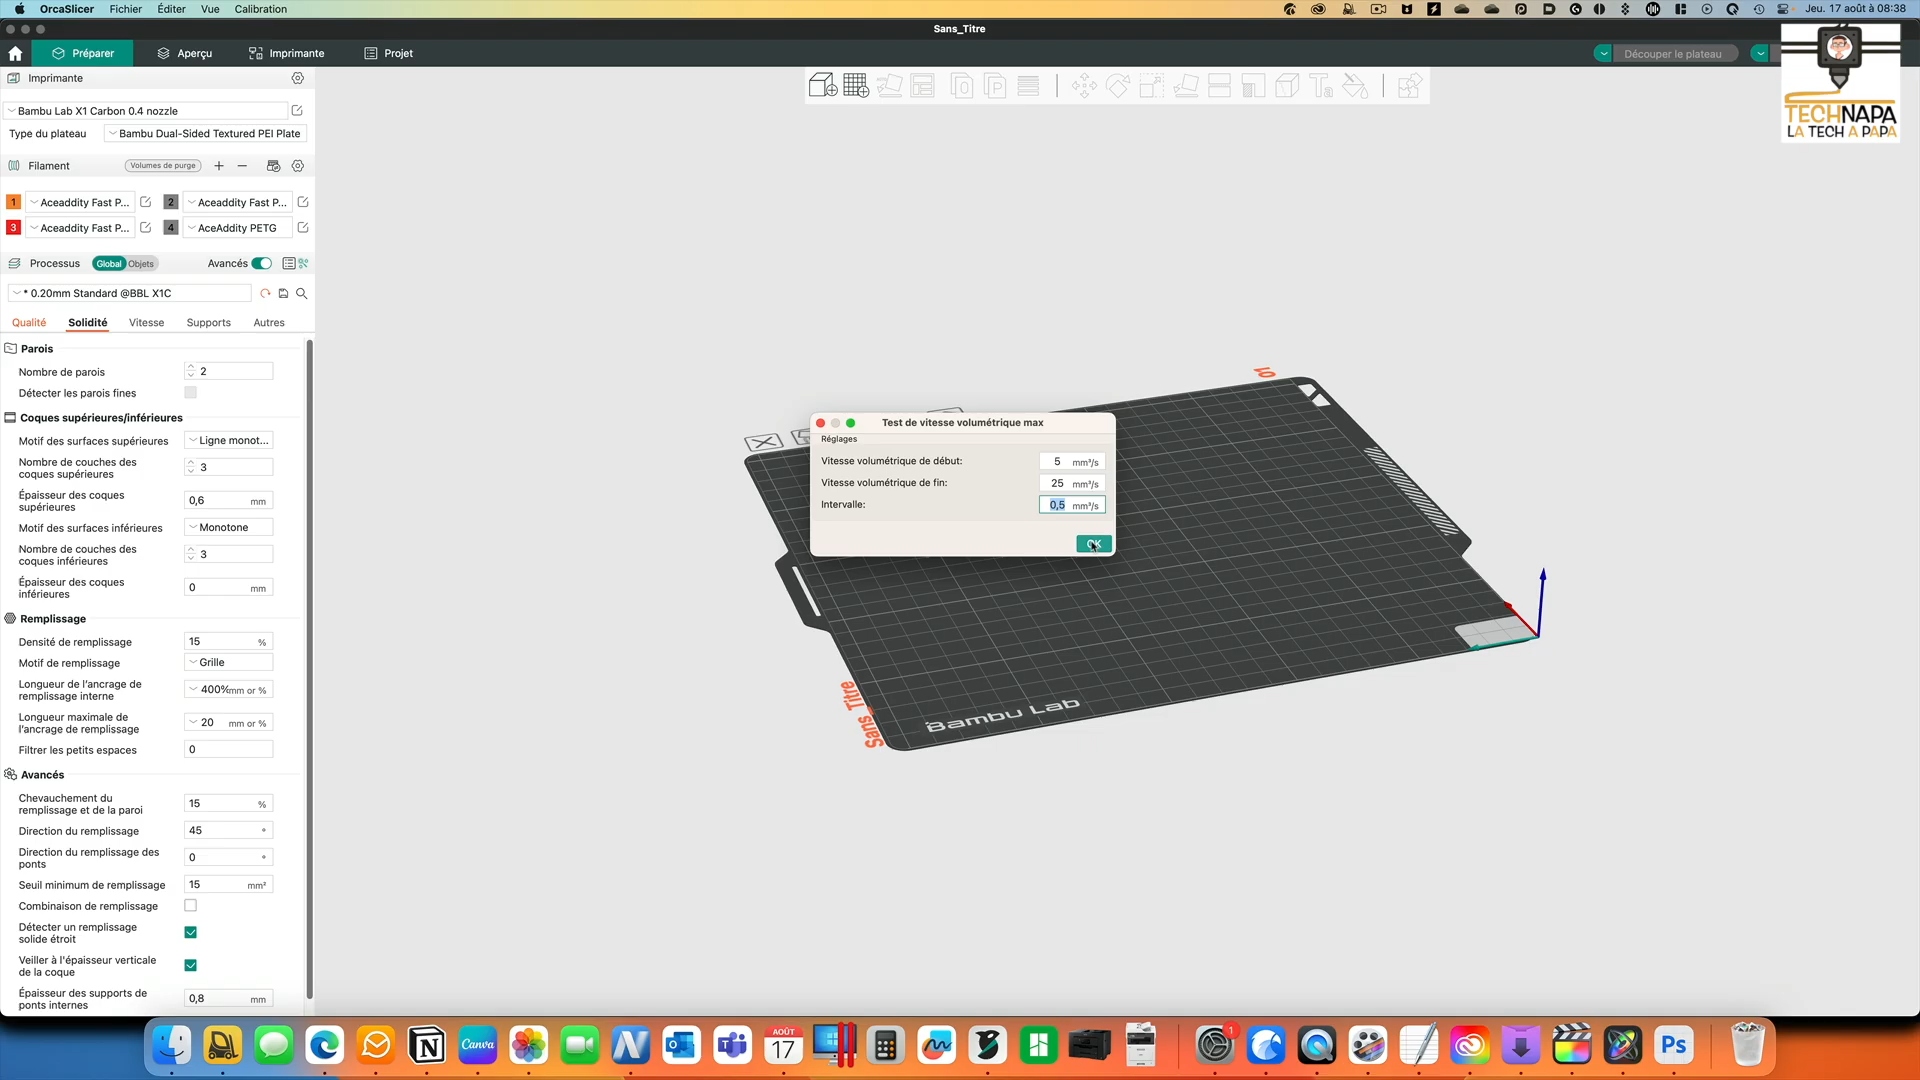 OrcaSlicer Fichier Éditer Vue Calibration
Jeu. 17 août à 08:38
Sans_Titre
Préparer Aperçu Imprimante Projet
Découper le plateau
TECHNAPA
LA TECH A PAPA
Imprimante
Bambu Lab X1 Carbon 0.4 nozzle
Type du plateau Bambu Dual-Sided Textured PEI Plate
Filament Volumes de purge
1 Aceaddity Fast P... 2 Aceaddity Fast P...
3 Aceaddity Fast P... 4 AceAddity PETG
Processus Global Objets Avancés
* 0.20mm Standard @BBL X1C
Qualité Solidité Vitesse Supports Autres
Parois
Nombre de parois 2
Détecter les parois fines
Coques supérieures/inférieures
Motif des surfaces supérieures Ligne monot...
Nombre de couches des
coques supérieures 3
Épaisseur des coques
supérieures 0,6 mm
Motif des surfaces inférieures Monotone
Nombre de couches des
coques inférieures 3
Épaisseur des coques
inférieures 0 mm
Remplissage
Densité de remplissage 15 %
Motif de remplissage Grille
Longueur de l'ancrage de
remplissage interne 400% mm or %
Longueur maximale de
l'ancrage de remplissage 20 mm or %
Filtrer les petits espaces 0
Avancés
Chevauchement du
remplissage et de la paroi 15 %
Direction du remplissage 45 °
Direction du remplissage des
ponts 0 °
Seuil minimum de remplissage 15 mm²
Combinaison de remplissage
Détecter un remplissage
solide étroit
Veiller à l'épaisseur verticale
de la coque
Épaisseur des supports de
ponts internes 0,8 mm
Test de vitesse volumétrique max
Réglages
Vitesse volumétrique de début: 5 mm³/s
Vitesse volumétrique de fin: 25 mm³/s
Intervalle: 0,5 mm³/s
OK
01
Sans_Titre
Bambu Lab
Canva
AOÛT
17
1
Ps